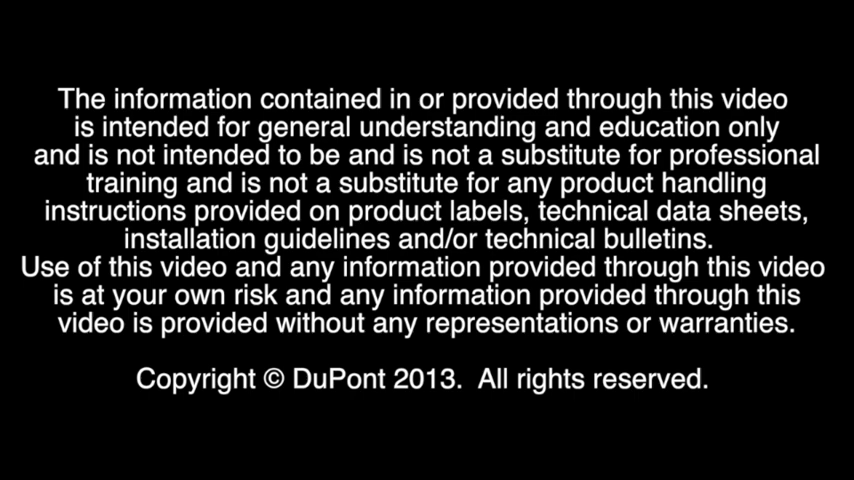 The information contained in or provided through this video
is intended for general understanding and education only
and is not intended to be and is not a substitute for professional
training and is not a substitute for any product handling
instructions provided on product labels, technical data sheets,
installation guidelines and/or technical bulletins.
Use of this video and any information provided through this video
is at your own risk and any information provided through this
video is provided without any representations or warranties.
Copyright © DuPont 2013.  All rights reserved.